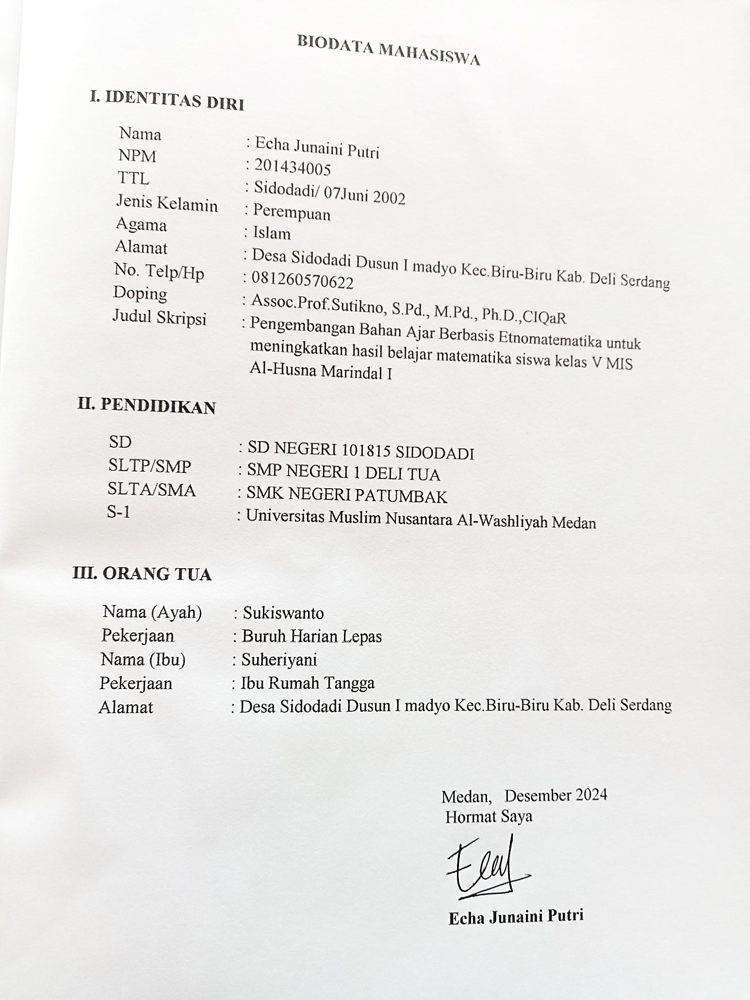 BIODATA MAHASISWA
I. IDENTITAS DIRI
Nama : Echa Junaini Putri
NPM : 201434005
TTL : Sidodadi/ 07Juni 2002
Jenis Kelamin : Perempuan
Agama : Islam
Alamat : Desa Sidodadi Dusun I madyo Kec.Biru-Biru Kab. Deli Serdang
No. Telp/Hp : 081260570622
Doping : Assoc.Prof.Sutikno, S.Pd., M.Pd., Ph.D.,CIQaR
Judul Skripsi : Pengembangan Bahan Ajar Berbasis Etnomatematika untuk
meningkatkan hasil belajar matematika siswa kelas V MIS
Al-Husna Marindal I
II. PENDIDIKAN
SD : SD NEGERI 101815 SIDODADI
SLTP/SMP : SMP NEGERI 1 DELI TUA
SLTA/SMA : SMK NEGERI PATUMBAK
S-1 : Universitas Muslim Nusantara Al-Washliyah Medan
III. ORANG TUA
Nama (Ayah) : Sukiswanto
Pekerjaan : Buruh Harian Lepas
Nama (Ibu) : Suheriyani
Pekerjaan : Ibu Rumah Tangga
Alamat : Desa Sidodadi Dusun I madyo Kec.Biru-Biru Kab. Deli Serdang
Medan, Desember 2024
Hormat Saya
Echa Junaini Putri